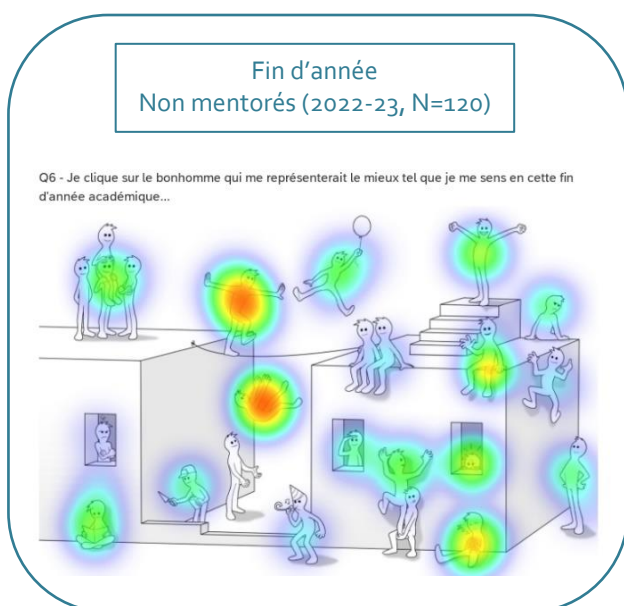 Fin d'année
Non mentorés (2022-23, N=120)
Q6 - Je clique sur le bonhomme qui me représenterait le mieux tel que je me sens en cette fin
d'année académique...